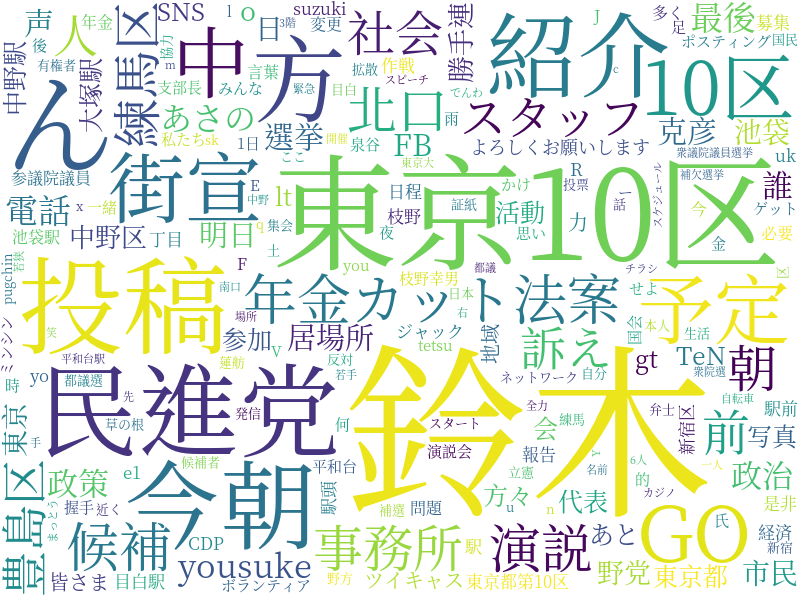 年金
SNS
l
o
日
suzuki
3階
変更
社会
勝手連
紹介
J
多く
足
最後
募集
ポスティング
国民
声
後
人
練馬区
中野駅
有権者
m
協力
大塚駅
中
方
言葉
みんな
拡散
作戦
スピーチ
緊急
目白
でんわ
c
10区
支部長
あさの
北口
スタッフ
ん
私たち
sk
1日
選挙
FB
ここ
開催
雨
泉谷
よろしくお願いします
克彦
池袋
衆議院議員選挙
uk
補欠選挙
誰
参議院議員
街宣
lt
東京大
東京10区
日程
かけ
R
投票
一
話
スケジュール
今
ゲット
電話
x
一緒
E
中野
q
集会
枝野
活動
力
証紙
夜
思い
金
必要
池袋駅
中野区
丁目
明日
土
F
you
枝野幸男
都議
チラシ
区
pugchin
若狭
投稿
南口
年金カット法案
日本
右
せよ
予定
ミンシン
笑
場所
参加
居場所
ジャック
地域
訴え
国会
本人
生活
平和台駅
蓮舫
V
反対
若手
tetsu
gt
TeN
朝
時
yo
都議選
民進党
発信
何
ネットワーク
自分
衆院選
自転車
東京
先
手
草の根
スタート
鈴木
全力
練馬
弁士
新宿区
前
駅前
写真
豊島区
政策
候補者
平和台
演説会
立憲
Y
名前
会
報告
6人
カジノ
一人
e1
今朝
駅頭
方々
的
政治
まっとう
握手
近く
補選
問題
代表
u
n
氏
是非
候補
CDP
事務所
演説
あと
GO
経済
新宿
皆さま
目白駅
yousuke
ボランティア
野方
駅
ツイキャス
東京都第10区
野党
東京都
市民